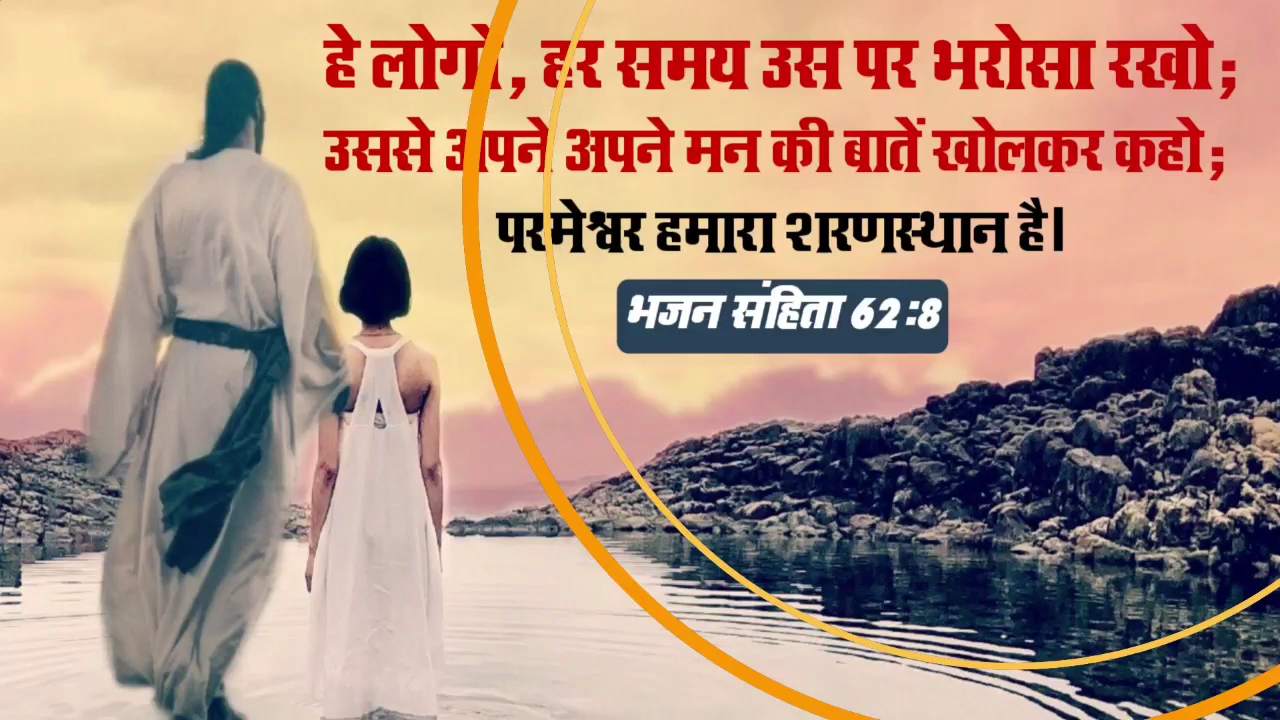 हे लोगों, हर समय उस पर भरोसा रखो;
उससे अपने अपने मन की बातें खोलकर कहो;
परमेश्वर हमारा शरणस्थान है।
भजन संहिता 62:8